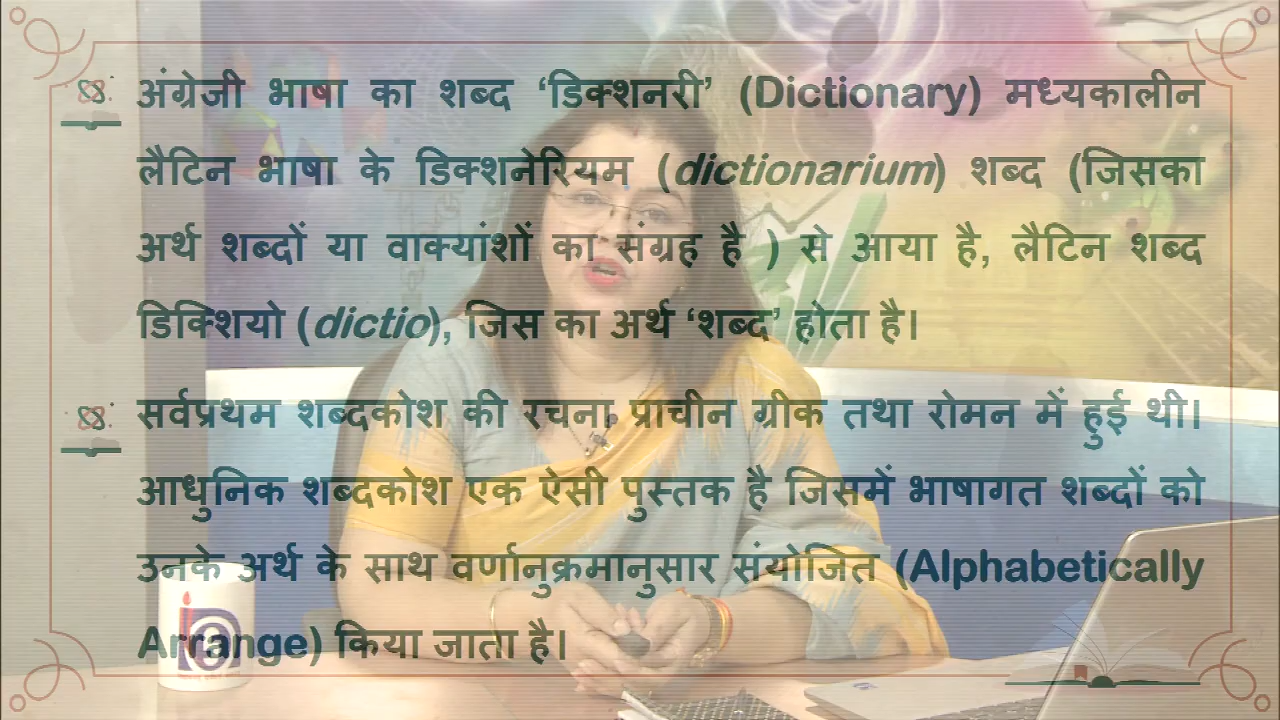 अंग्रेजी भाषा का शब्द ‘डिक्शनरी’ (Dictionary) मध्यकालीन
लैटिन भाषा के डिक्शनेरियम (dictionarium) शब्द (जिसका
अर्थ शब्दों या वाक्यांशों का संग्रह है ) से आया है, लैटिन शब्द
डिक्शियो (dictio), जिस का अर्थ ‘शब्द’ होता है।
सर्वप्रथम शब्दकोश की रचना प्राचीन ग्रीक तथा रोमन में हुई थी।
आधुनिक शब्दकोश एक ऐसी पुस्तक है जिसमें भाषागत शब्दों को
उनके अर्थ के साथ वर्णानुक्रमानुसार संयोजित (Alphabetically
Arrange) किया जाता है।